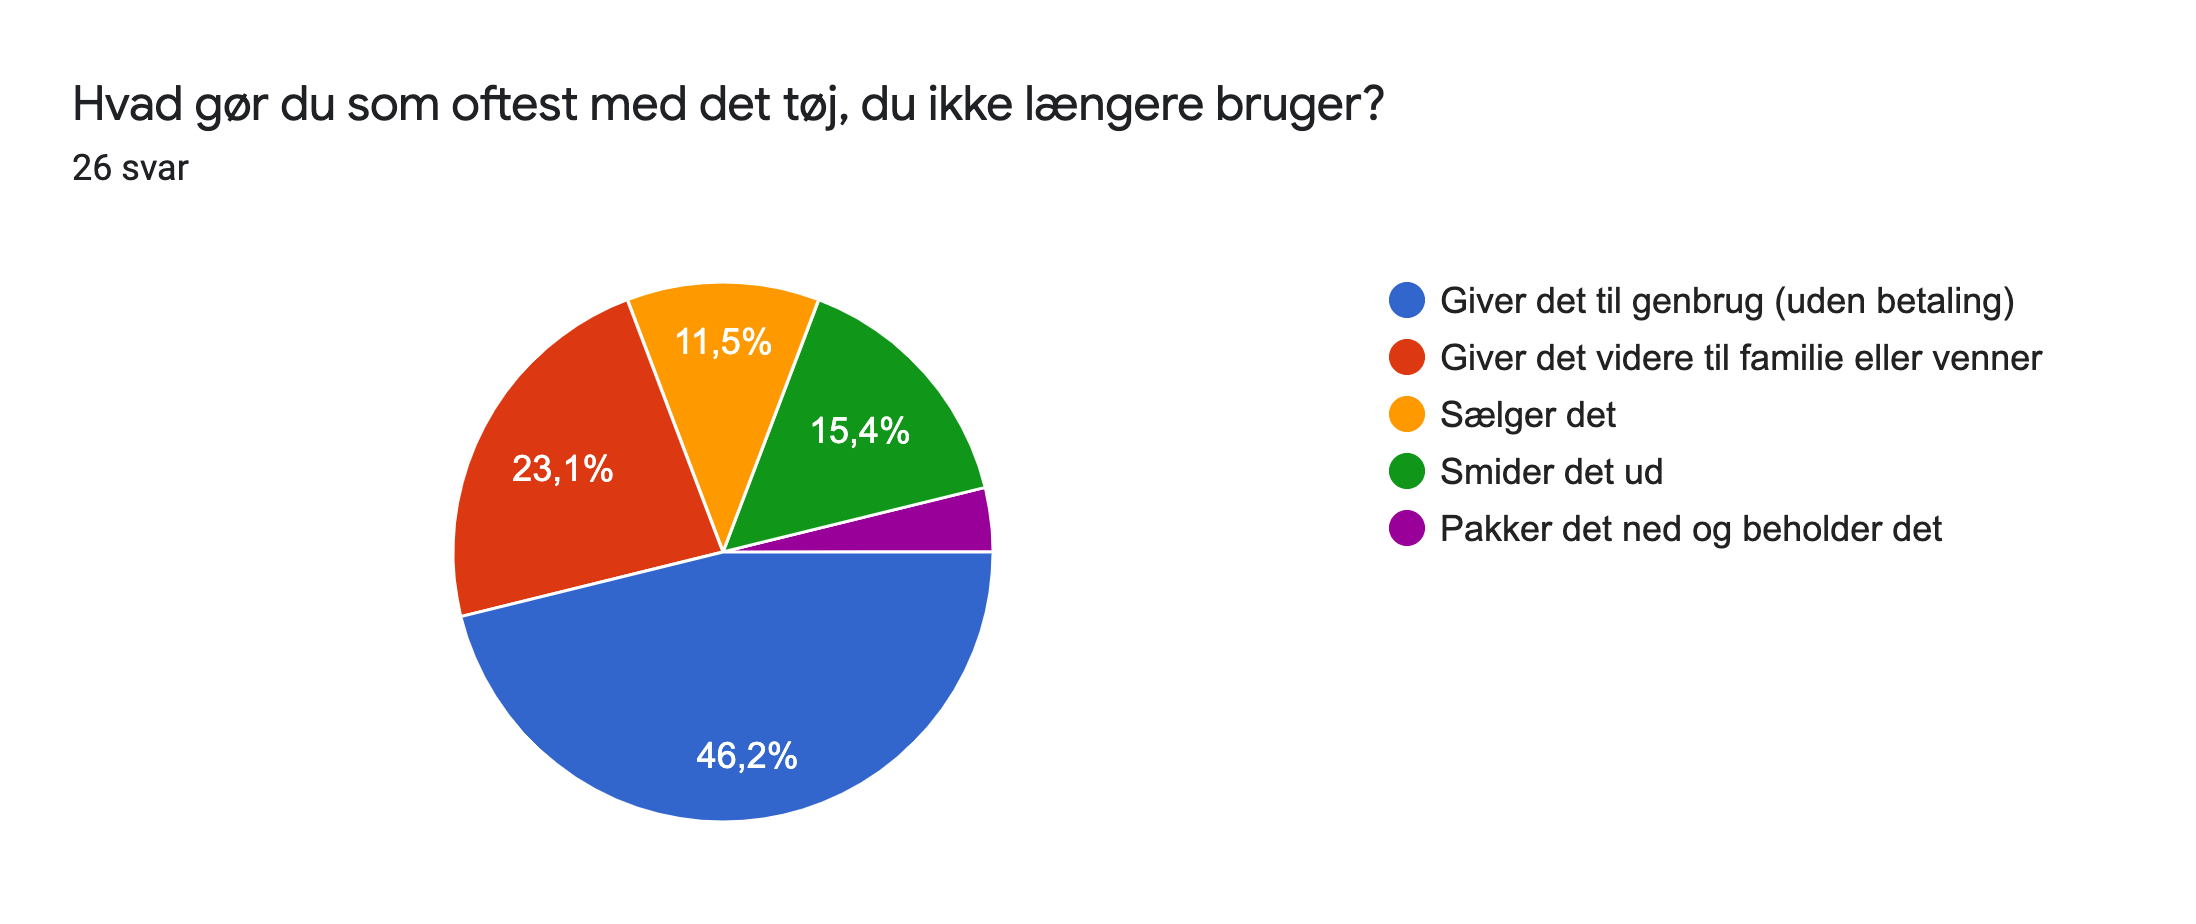 Hvad gør du som oftest med det tøj, du ikke længere bruger?
26 svar
11,5%
15,4%
23,1%
46,2%
Giver det til genbrug (uden betaling)
Giver det videre til familie eller venner
Sælger det
Smider det ud
Pakker det ned og beholder det